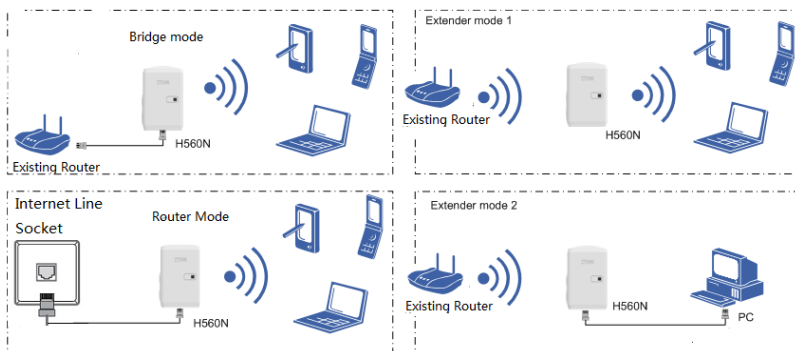 Bridge mode
H560N
Existing Router
Extender mode 1
Existing Router
H560N
Internet Line
Socket
Router Mode
H560N
Extender mode 2
Existing Router
H560N
PC